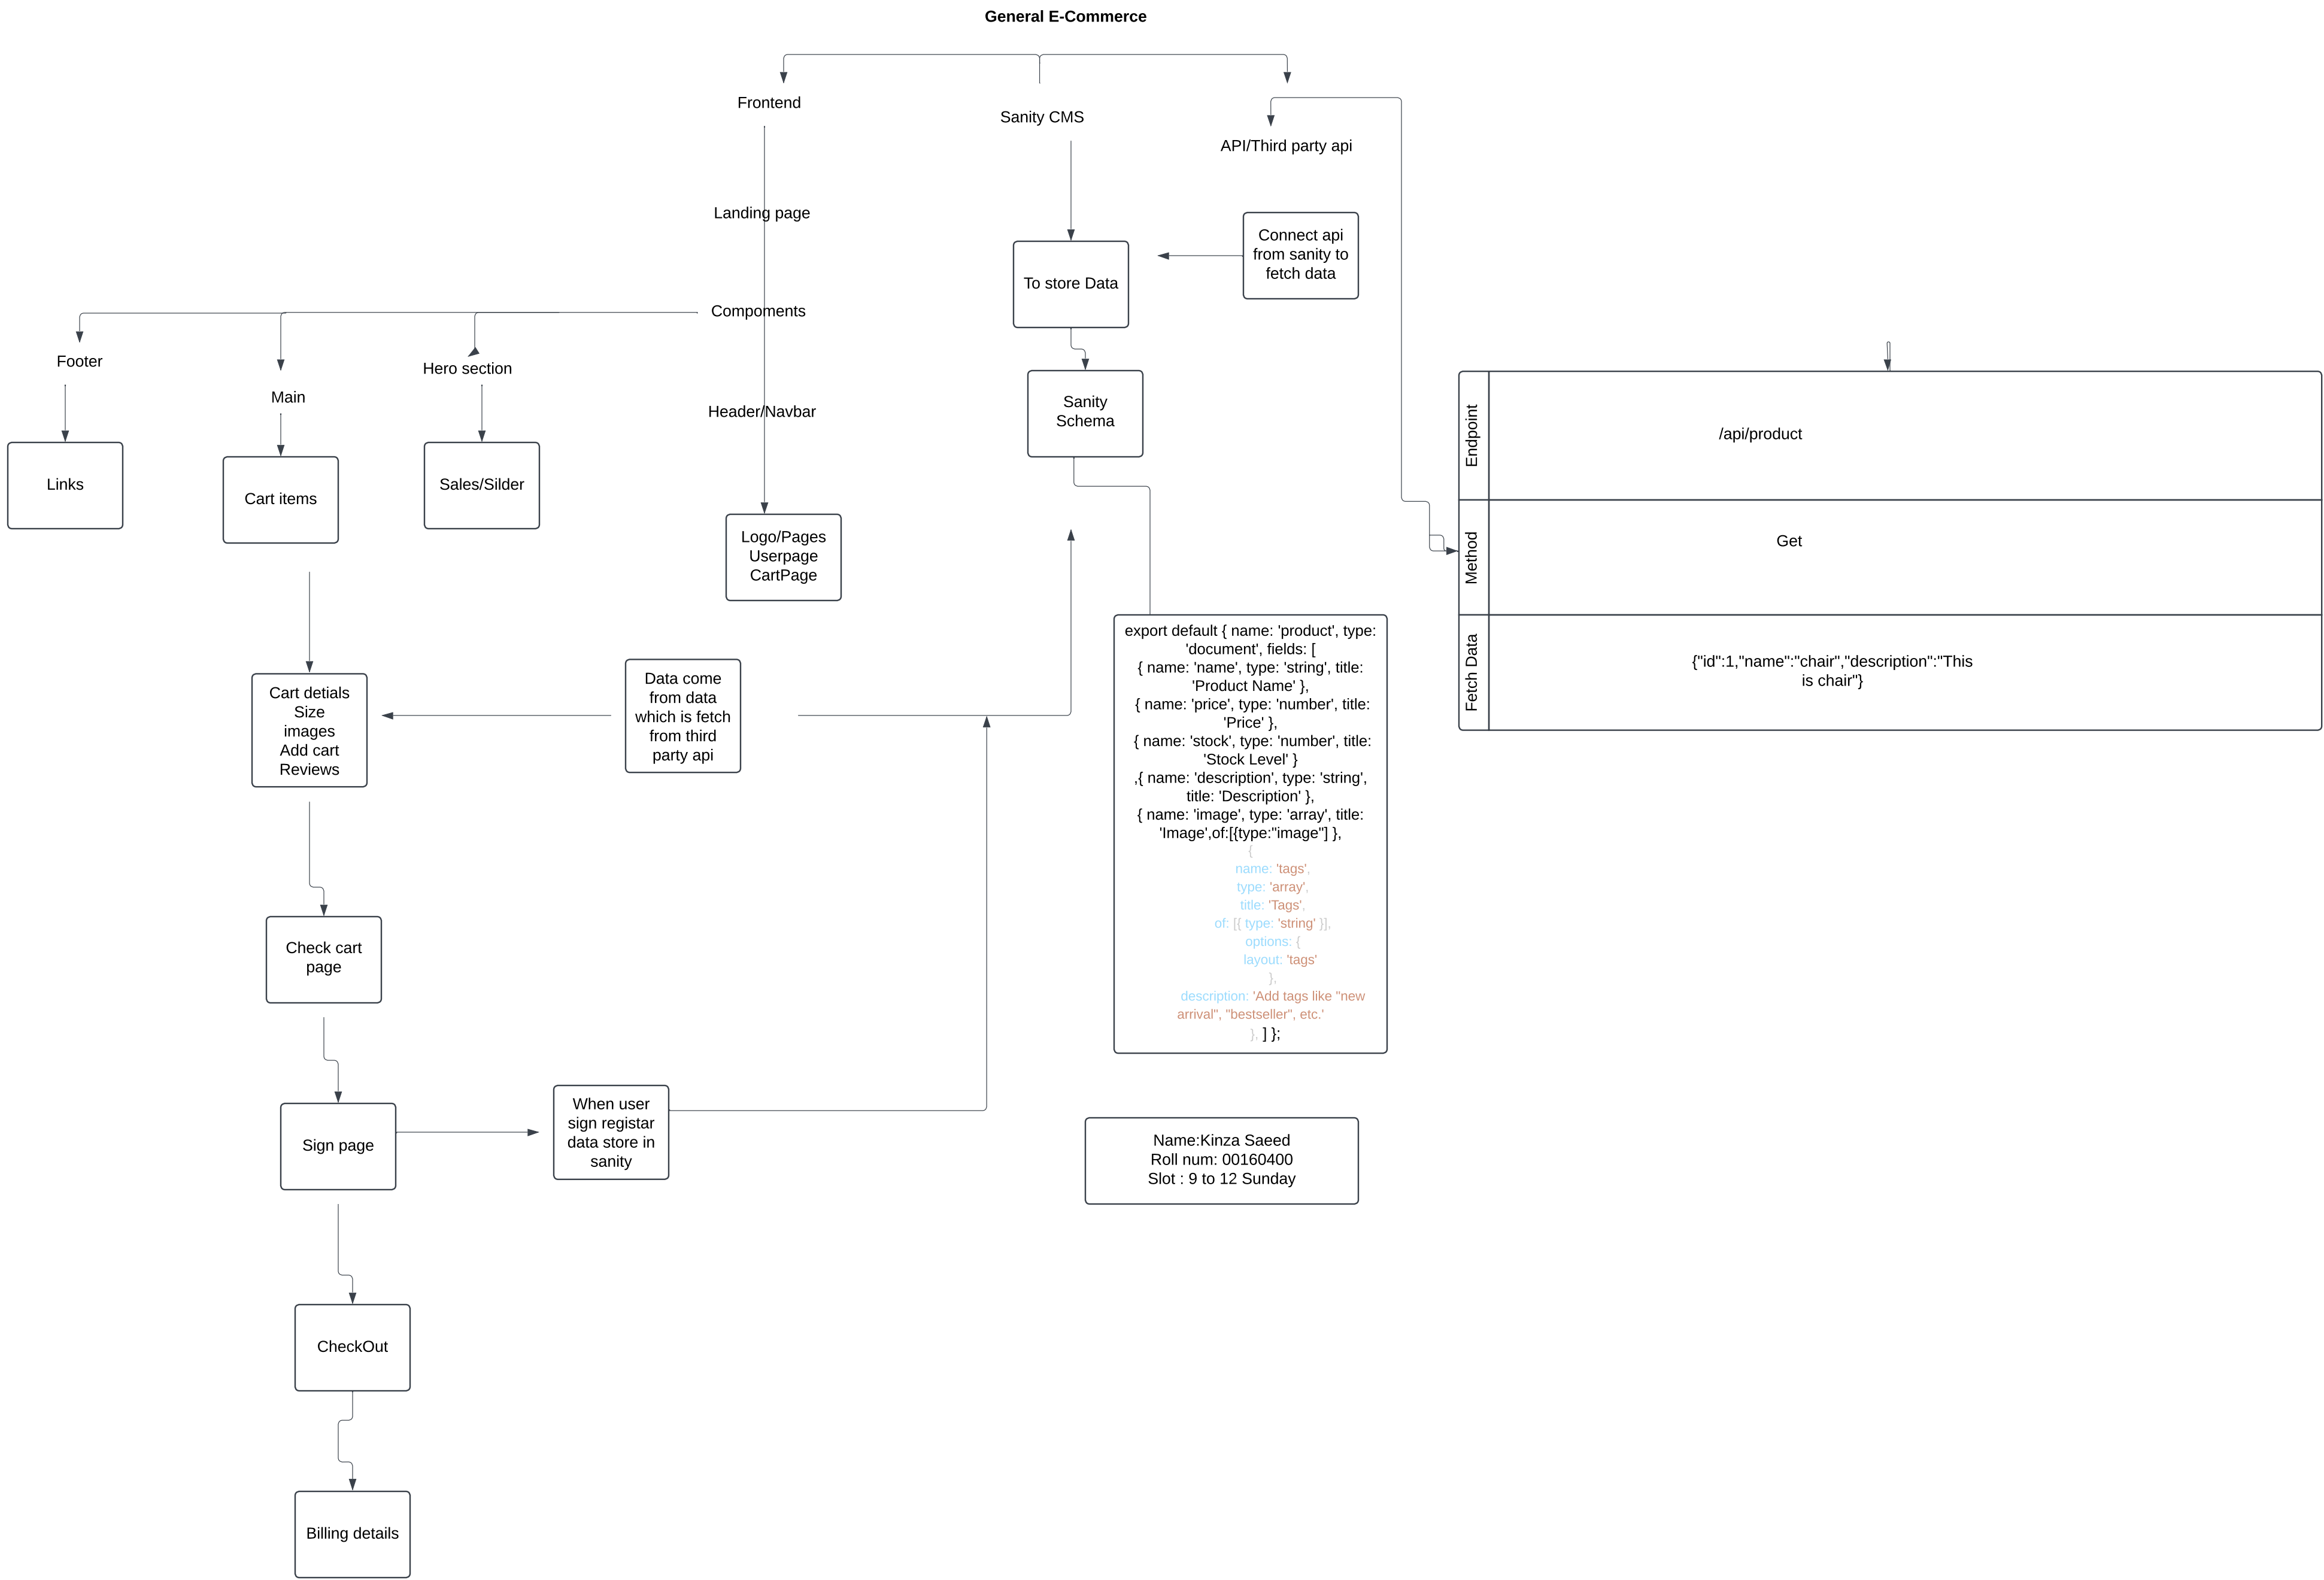 General E-Commerce
Frontend
Sanity CMS
API/Third party api
Landing page
Connect api
from sanity to
fetch data
To store Data
Compoments
Footer
Main
Hero section
Header/Navbar
Sanity
Schema
Links
Cart items
Sales/Silder
Logo/Pages
Userpage
CartPage
Endpoint
/api/product
Method
Get
Fetch Data
{"id":1,"name":"chair","description":"This
is chair"}
Cart detials
Size
images
Add cart
Reviews
Data come
from data
which is fetch
from third
party api
export default { name: 'product', type:
'document', fields: [
{ name: 'name', type: 'string', title:
'Product Name' },
{ name: 'price', type: 'number', title:
'Price' },
{ name: 'stock', type: 'number', title:
'Stock Level' }
,{ name: 'description', type: 'string',
title: 'Description' },
{ name: 'image', type: 'array', title:
'Image',of:[{type:"image"] },
{
name: 'tags',
type: 'array',
title: 'Tags',
of: [{ type: 'string' }],
options: {
layout: 'tags'
},
description: 'Add tags like "new
arrival", "bestseller", etc.'
}, ] };
Check cart
page
Sign page
When user
sign registar
data store in
sanity
Name:Kinza Saeed
Roll num: 00160400
Slot : 9 to 12 Sunday
CheckOut
Billing details